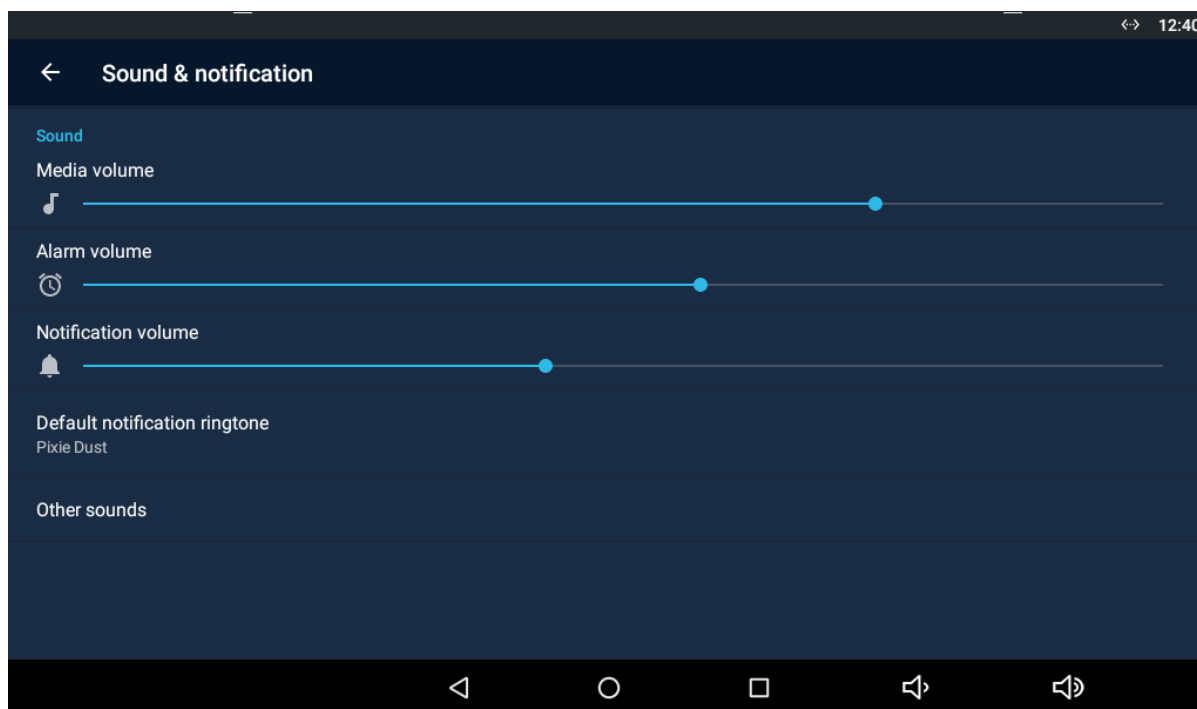 12:40
Sound & notification
Sound
Media volume
Alarm volume
Notification volume
Default notification ringtone
Pixie Dust
Other sounds